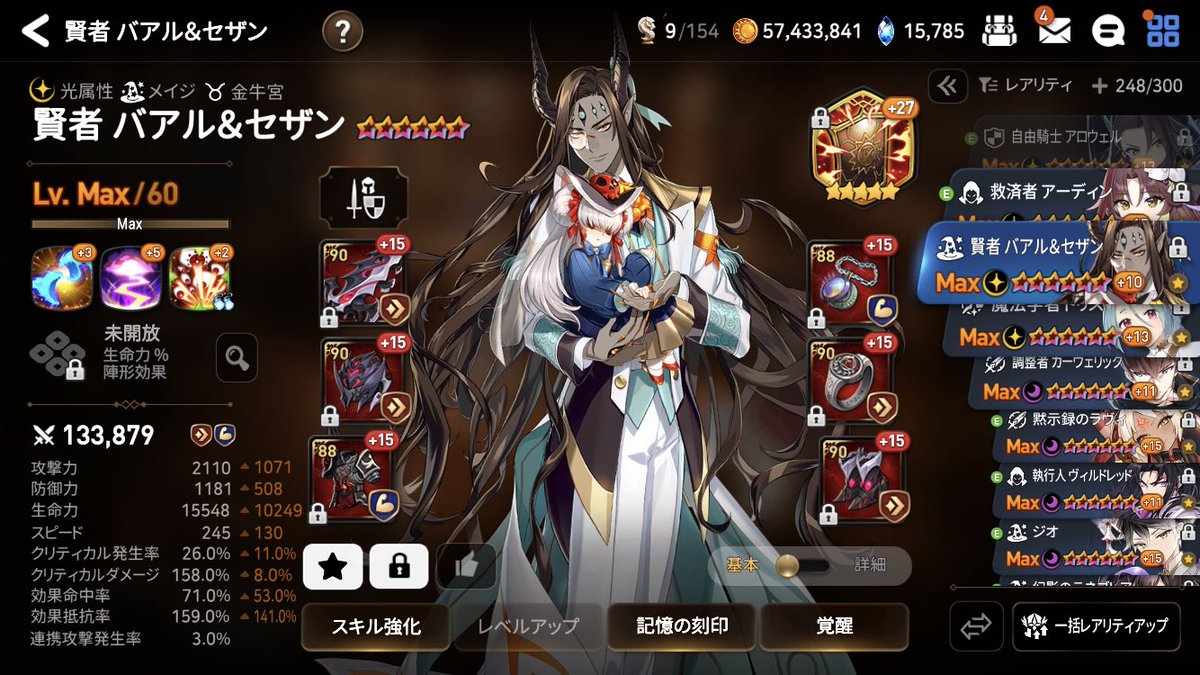 賢者 バアル&セザン
?
9/154
57,433,841
15,785
4
光属性 メイジ 金牛宮
賢者 バアル&セザン
Lv. Max/60
Max
+3
+5
+2
未開放
生命力%
陣形効果
133,879
攻撃力 2110 1071
防御力 1181 508
生命力 15548 10249
スピード 245 130
クリティカル発生率 26.0% 11.0%
クリティカルダメージ 158.0% 8.0%
効果命中率 71.0% 53.0%
効果抵抗率 159.0% 141.0%
連携攻撃発生率 3.0%
90 +15
90 +15
88 +15
+27
88 +15
90 +15
90 +15
基本 詳細
スキル強化
レベルアップ
記憶の刻印
覚醒
レアリティ
+ 248/300
E 自由騎士 アロウェル
Max +13
E 救済者 アーディン
賢者 バアル&セザン
Max +10
Max +13
調整者 カーウェリック
Max +11
E 黙示録のラヴィ
Max +15
E 執行人 ヴィルドレッド
Max +11
E ジオ
Max +15
一括レアリティアップ